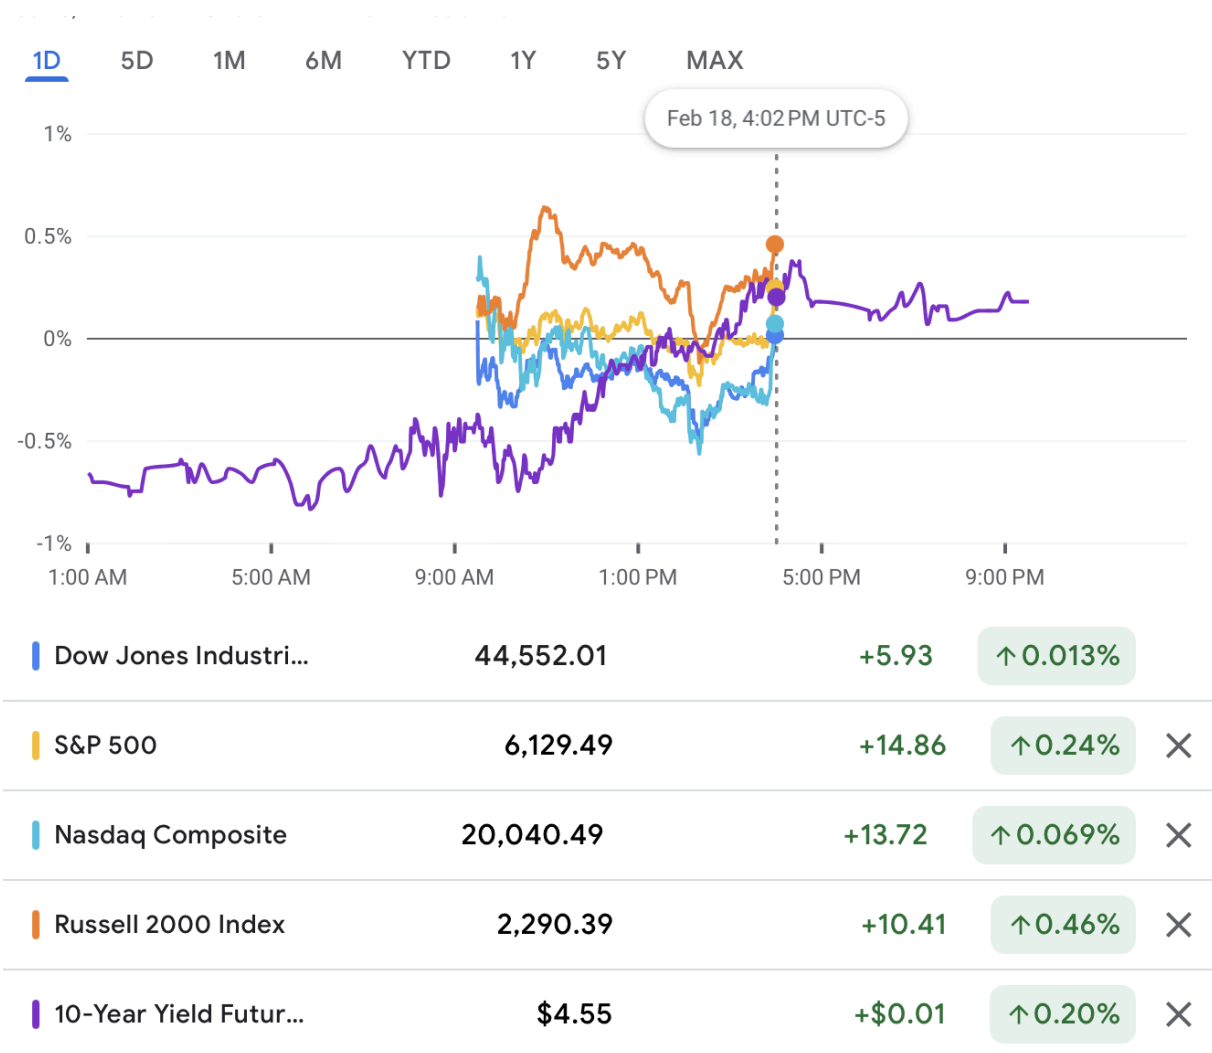 1D 5D 1M 6M YTD 1Y 5Y MAX
Feb 18, 4:02 PM UTC-5
1%
0.5%
0%
-0.5%
-1%
1:00 AM 5:00 AM 9:00 AM 1:00 PM 5:00 PM 9:00 PM
Dow Jones Industri... 44,552.01 +5.93 ↑0.013%
S&P 500 6,129.49 +14.86 ↑0.24%
Nasdaq Composite 20,040.49 +13.72 ↑0.069%
Russell 2000 Index 2,290.39 +10.41 ↑0.46%
10-Year Yield Futur... $4.55 +$0.01 ↑0.20%